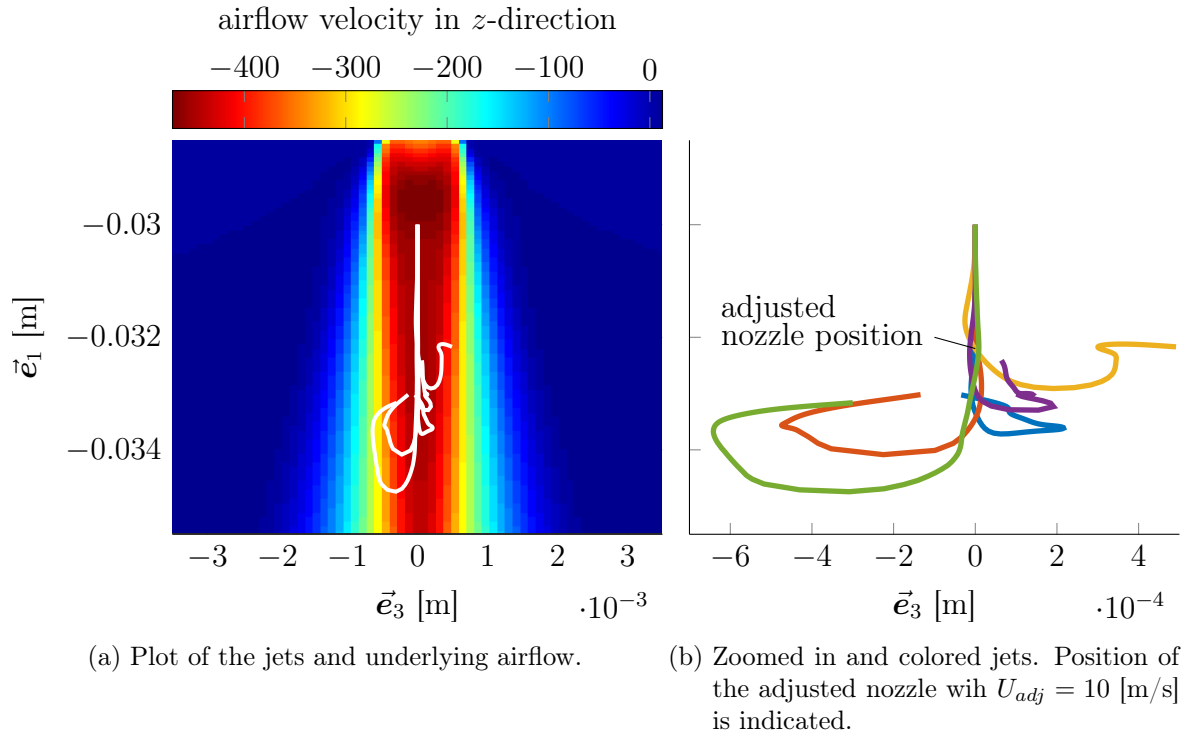 airflow velocity in z-direction
−400 −300 −200 −100 0
−0.03
−0.032
−0.034
e⃗₁ [m]
−3 −2 −1 0 1 2 3
e⃗₃ [m]
·10⁻³
adjusted
nozzle position
−6 −4 −2 0 2 4
e⃗₃ [m]
·10⁻⁴
(a) Plot of the jets and underlying airflow.
(b) Zoomed in and colored jets. Position of
the adjusted nozzle wih U_adj = 10 [m/s]
is indicated.